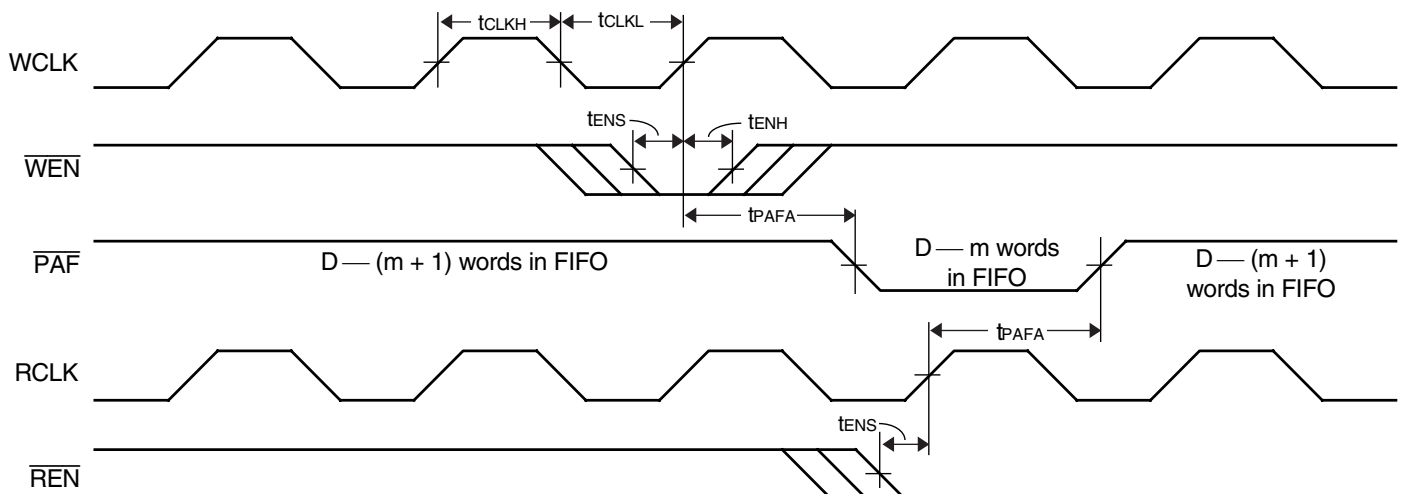 tCLKH tCLKL
WCLK
tENS tENH
WEN
tPAFA
PAF
D — (m + 1) words in FIFO
D — m words
in FIFO
D — (m + 1)
words in FIFO
tPAFA
RCLK
tENS
REN